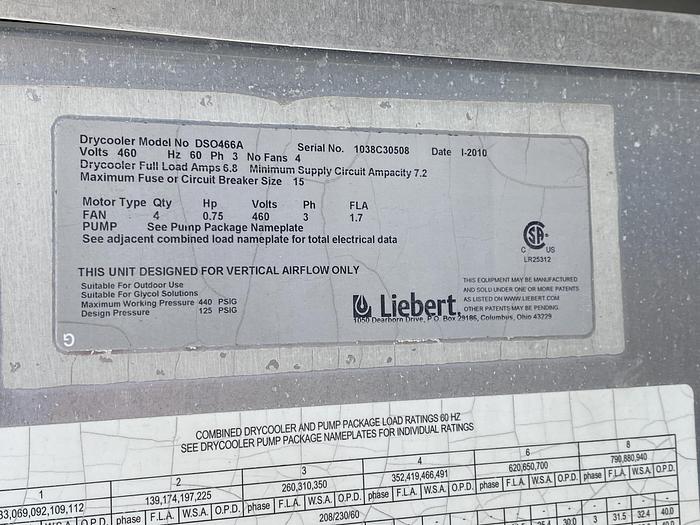 Drycooler Model No DSO466A Serial No. 1038C30508 Date I-2010
Volts 460 Hz 60 Ph 3 No Fans 4
Drycooler Full Load Amps 6.8 Minimum Supply Circuit Ampacity 7.2
Maximum Fuse or Circuit Breaker Size 15
Motor Type Qty Hp Volts Ph FLA
FAN 4 0.75 460 3 1.7
PUMP See Pump Package Nameplate
See adjacent combined load nameplate for total electrical data
CSA
C US
LR25312
THIS UNIT DESIGNED FOR VERTICAL AIRFLOW ONLY
Suitable For Outdoor Use
Suitable For Glycol Solutions
Maximum Working Pressure 440 PSIG
Design Pressure 125 PSIG
Liebert
1050 Dearborn Drive, P.O. Box 29186, Columbus, Ohio 43229
THIS EQUIPMENT MAY BE MANUFACTURED
AND SOLD UNDER ONE OR MORE PATENTS
AS LISTED ON WWW.LIEBERT.COM
OTHER PATENTS MAY BE PENDING.
COMBINED DRYCOOLER AND PUMP PACKAGE LOAD RATINGS 60 HZ
SEE DRYCOOLER PUMP PACKAGE NAMEPLATES FOR INDIVIDUAL RATINGS
1 2 3 4 6 8
33,069,092,109,112 139,174,197,225 260,310,350 352,419,466,491 620,650,700 790,880,940
W.S.A. O.P.D. phase F.L.A. W.S.A. O.P.D. phase F.L.A. W.S.A. O.P.D. phase F.L.A. W.S.A. O.P.D. phase F.L.A. W.S.A. O.P.D. phase F.L.A. W.S.A. O.P.D.
208/230/60
3 31.5 32.4 40.0